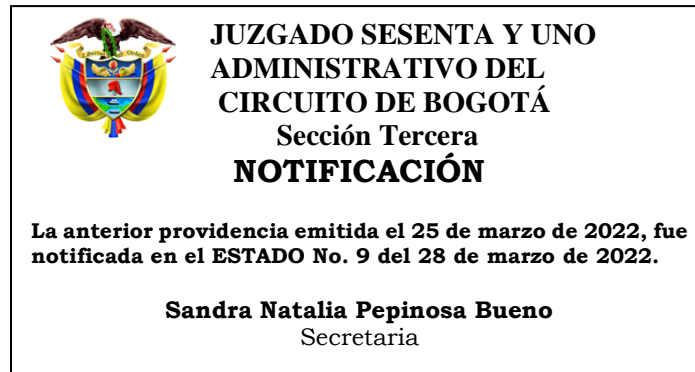 JUZGADO SESENTA Y UNO
ADMINISTRATIVO DEL
CIRCUITO DE BOGOTÁ
Sección Tercera
NOTIFICACIÓN
La anterior providencia emitida el 25 de marzo de 2022, fue
notificada en el ESTADO No. 9 del 28 de marzo de 2022.
Sandra Natalia Pepinosa Bueno
Secretaria